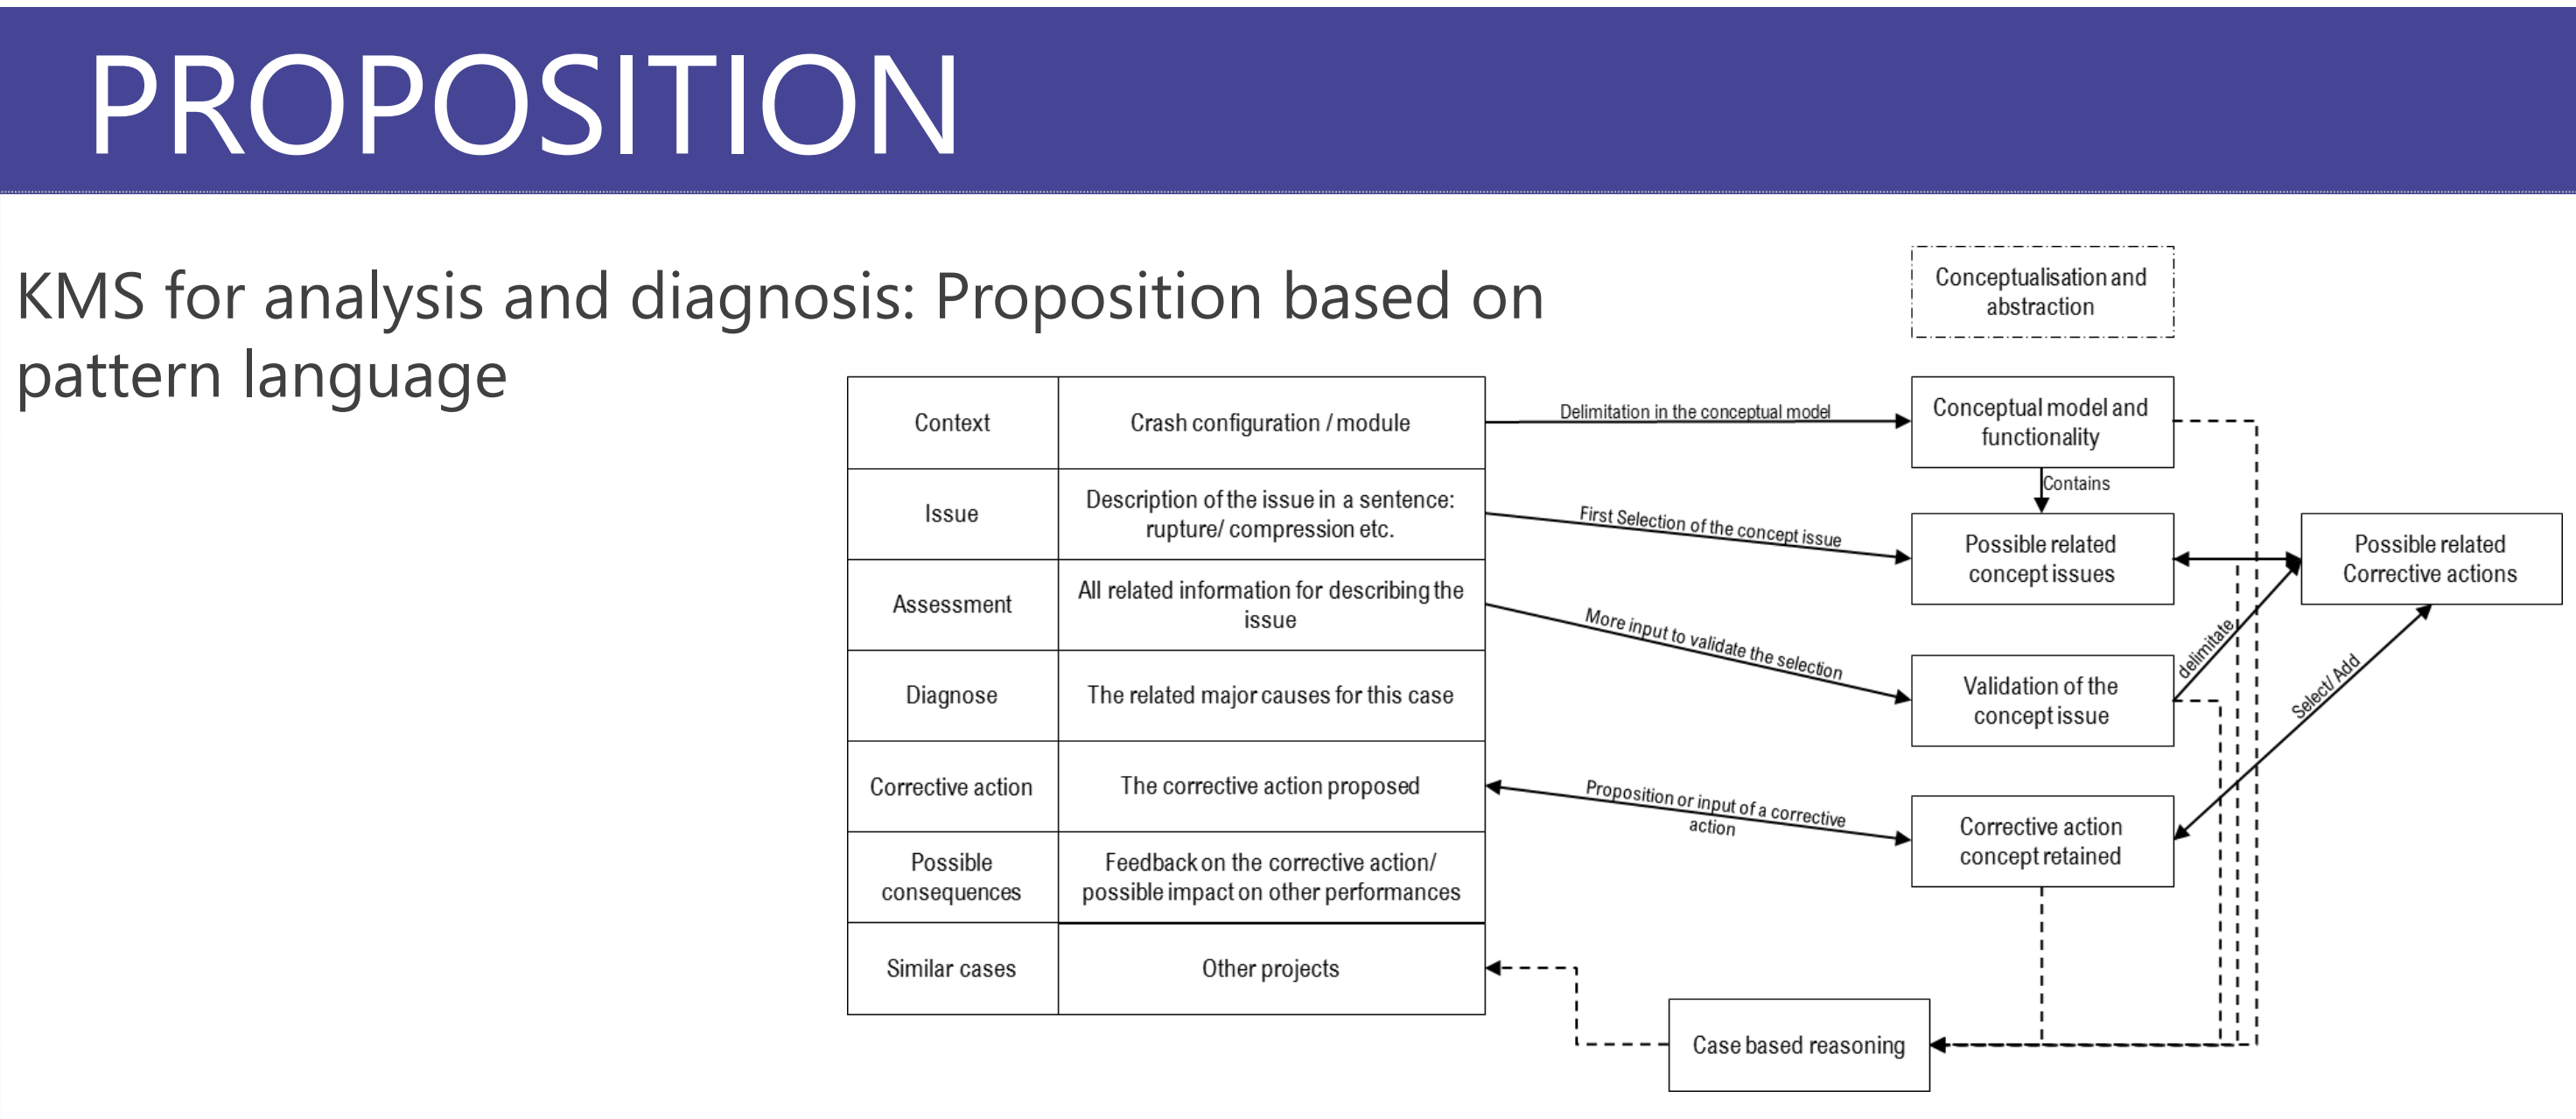 PROPOSITION
KMS for analysis and diagnosis: Proposition based on
pattern language
Context
Crash configuration / module
Issue
Description of the issue in a sentence:
rupture/ compression etc.
Assessment
All related information for describing the
issue
Diagnose
The related major causes for this case
Corrective action
The corrective action proposed
Possible
consequences
Feedback on the corrective action/
possible impact on other performances
Similar cases
Other projects
Delimitation in the conceptual model
First Selection of the concept issue
More input to validate the selection
Proposition or input of a corrective
action
Conceptualisation and
abstraction
Conceptual model and
functionality
Contains
Possible related
concept issues
Possible related
Corrective actions
delimitate
Select/ Add
Validation of the
concept issue
Corrective action
concept retained
Case based reasoning